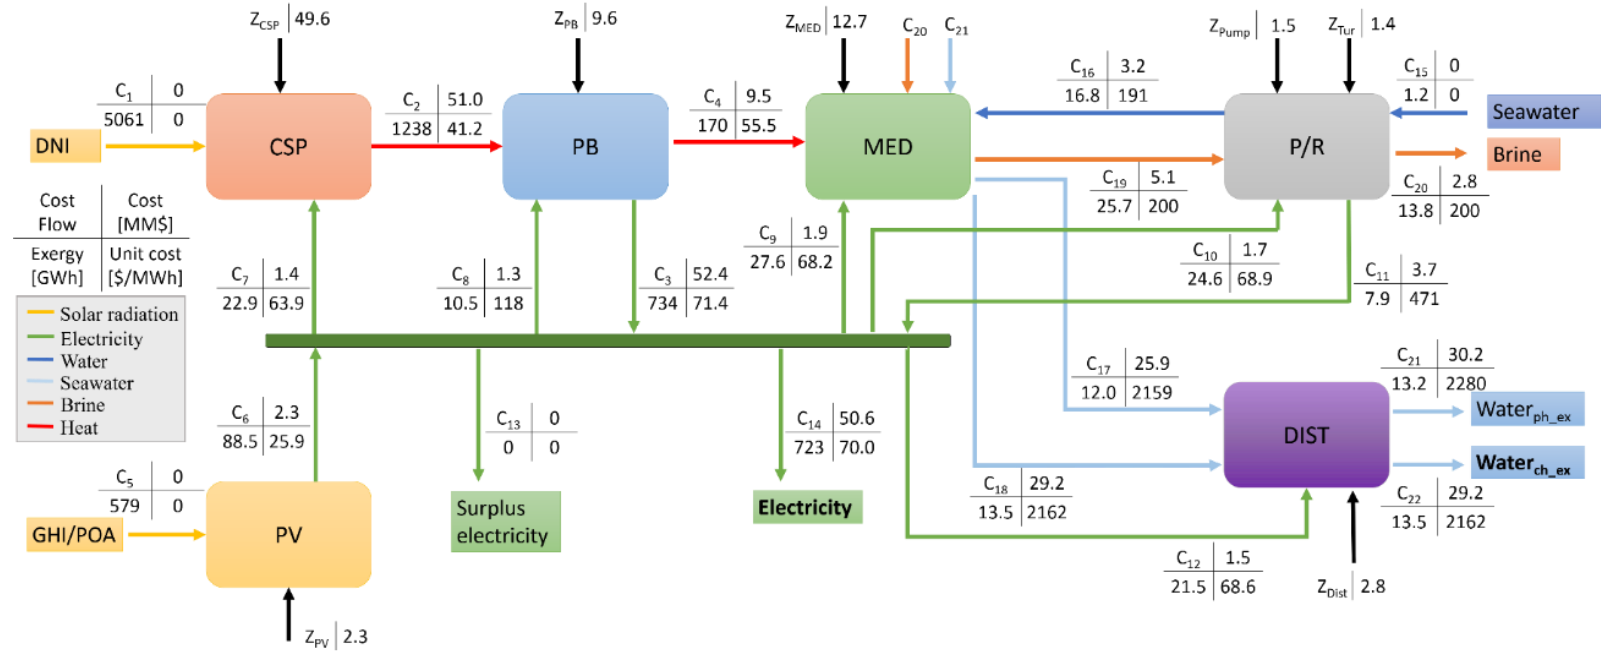 Z_CSP 49.6
Z_PB 9.6
Z_MED 12.7
C_20
C_21
Z_Pump 1.5
Z_Tur 1.4
C_1 0
5061 0
DNI
CSP
C_2 51.0
1238 41.2
PB
C_4 9.5
170 55.5
MED
C_16 3.2
16.8 191
P/R
C_15 0
1.2 0
Seawater
Brine
C_19 5.1
25.7 200
C_20 2.8
13.8 200
Cost Flow
Cost [MM$]
Exergy [GWh]
Unit cost [$/MWh]
Solar radiation
Electricity
Water
Seawater
Brine
Heat
C_7 1.4
22.9 63.9
C_8 1.3
10.5 118
C_3 52.4
734 71.4
C_9 1.9
27.6 68.2
C_10 1.7
24.6 68.9
C_11 3.7
7.9 471
C_6 2.3
88.5 25.9
C_13 0
0 0
C_14 50.6
723 70.0
C_17 25.9
12.0 2159
C_21 30.2
13.2 2280
DIST
Water_ph_ex
Water_ch_ex
C_5 0
579 0
GHI/POA
PV
Surplus
electricity
Electricity
C_18 29.2
13.5 2162
C_22 29.2
13.5 2162
C_12 1.5
21.5 68.6
Z_Dist 2.8
Z_PV 2.3